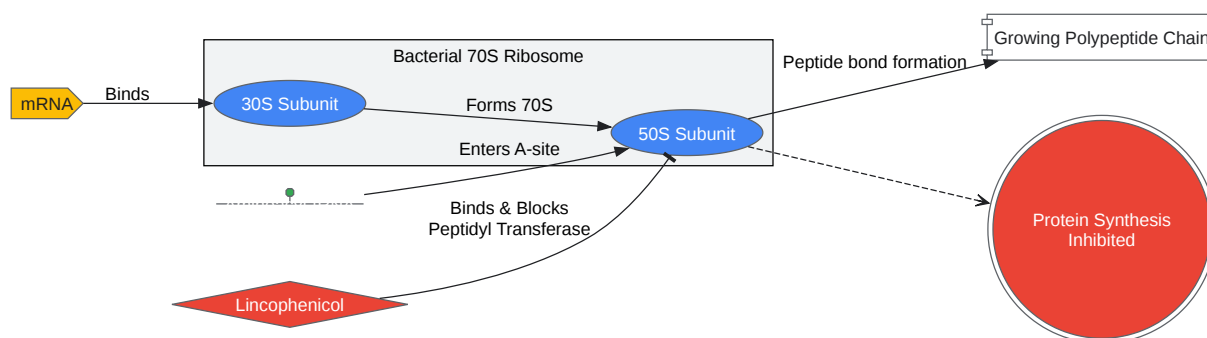 Bacterial 70S Ribosome
Growing Polypeptide Chain
Peptide bond formation
mRNA
Binds
30S Subunit
Forms 70S
50S Subunit
Enters A-site
Binds & Blocks
Peptidyl Transferase
Protein Synthesis
Inhibited
Lincophenicol